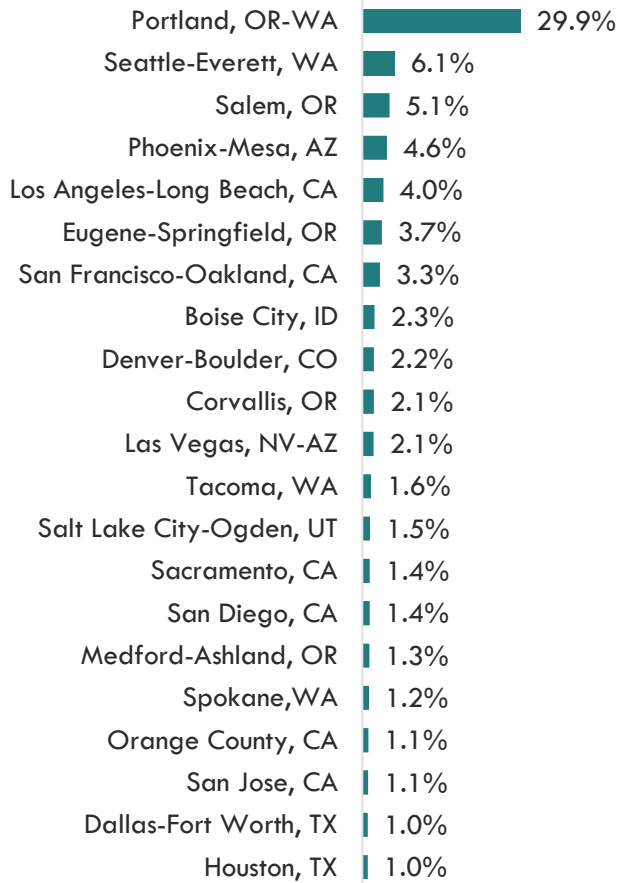 Portland, OR-WA 29.9%
Seattle-Everett, WA 6.1%
Salem, OR 5.1%
Phoenix-Mesa, AZ 4.6%
Los Angeles-Long Beach, CA 4.0%
Eugene-Springfield, OR 3.7%
San Francisco-Oakland, CA 3.3%
Boise City, ID 2.3%
Denver-Boulder, CO 2.2%
Corvallis, OR 2.1%
Las Vegas, NV-AZ 2.1%
Tacoma, WA 1.6%
Salt Lake City-Ogden, UT 1.5%
Sacramento, CA 1.4%
San Diego, CA 1.4%
Medford-Ashland, OR 1.3%
Spokane,WA 1.2%
Orange County, CA 1.1%
San Jose, CA 1.1%
Dallas-Fort Worth, TX 1.0%
Houston, TX 1.0%